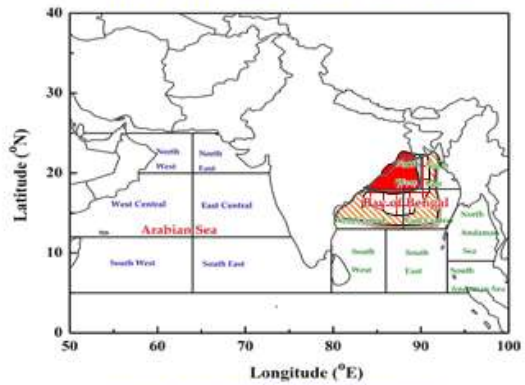 40
30
20
10
0
50
60
70
80
90
100
Latitude (°N)
Longitude (°E)
North
West
North
East
West Central
East Central
Arabian Sea
South West
South East
West
Bay of Bengal
South
West
South
East
North
Andaman
Sea
South
Andaman Sea